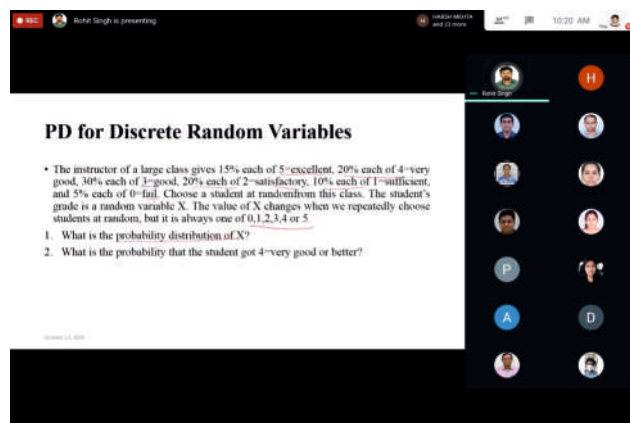 REC
Rohit Singh is presenting
H
HARSH MEHTA
and 23 more
10:20 AM
You
Rohit Singh
H
PD for Discrete Random Variables
• The instructor of a large class gives 15% each of 5=excellent, 20% each of 4=very
good, 30% each of 3=good, 20% each of 2=satisfactory, 10% each of 1=sufficient,
and 5% each of 0=fail. Choose a student at randomfrom this class. The student's
grade is a random variable X. The value of X changes when we repeatedly choose
students at random, but it is always one of 0,1,2,3,4 or 5.
1. What is the probability distribution of X?
2. What is the probability that the student got 4=very good or better?
P
A
D